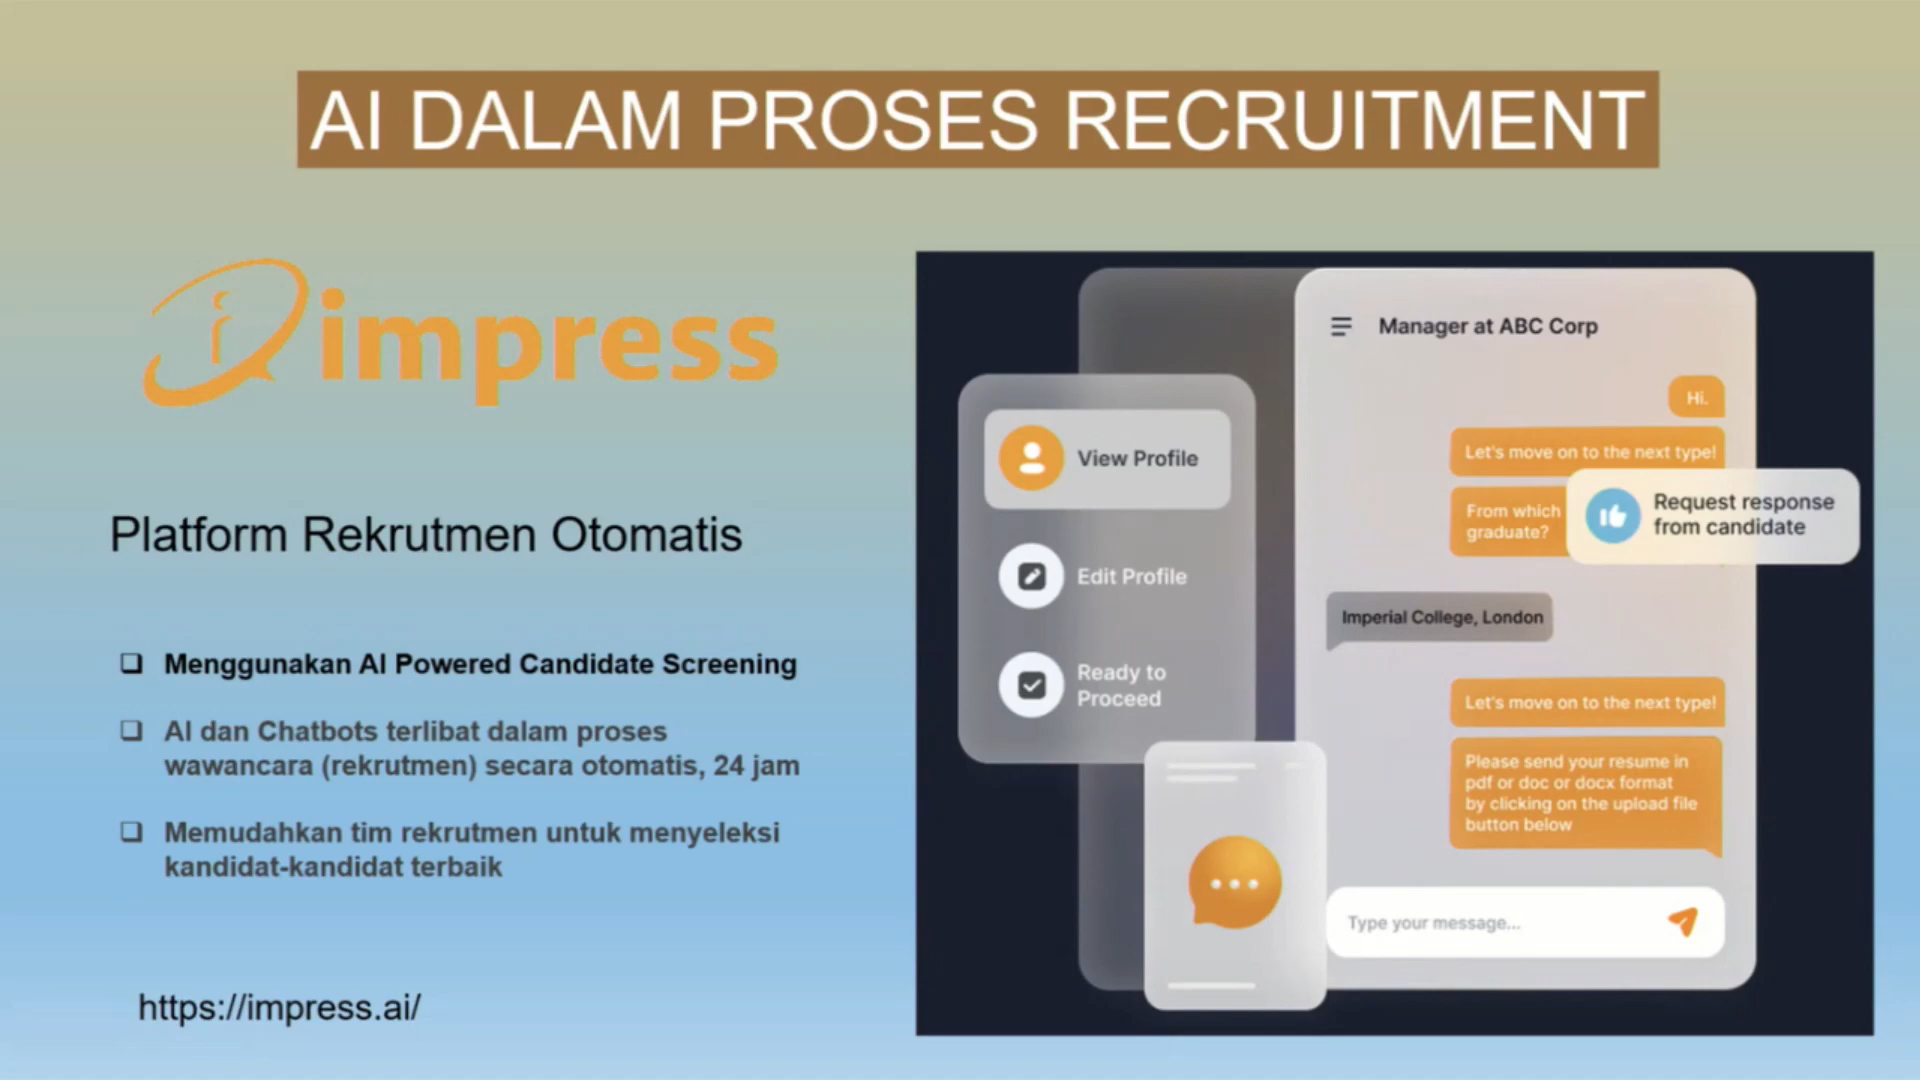 AI DALAM PROSES RECRUITMENT
impress
Platform Rekrutmen Otomatis
❑ Menggunakan AI Powered Candidate Screening
❑ AI dan Chatbots terlibat dalam proses
wawancara (rekrutmen) secara otomatis, 24 jam
❑ Memudahkan tim rekrutmen untuk menyeleksi
kandidat-kandidat terbaik
https://impress.ai/
View Profile
Edit Profile
Ready to
Proceed
Manager at ABC Corp
Hi.
Let's move on to the next type!
From which
graduate?
Request response
from candidate
Imperial College, London
Let's move on to the next type!
Please send your resume in
pdf or doc or docx format
by clicking on the upload file
button below
Type your message...